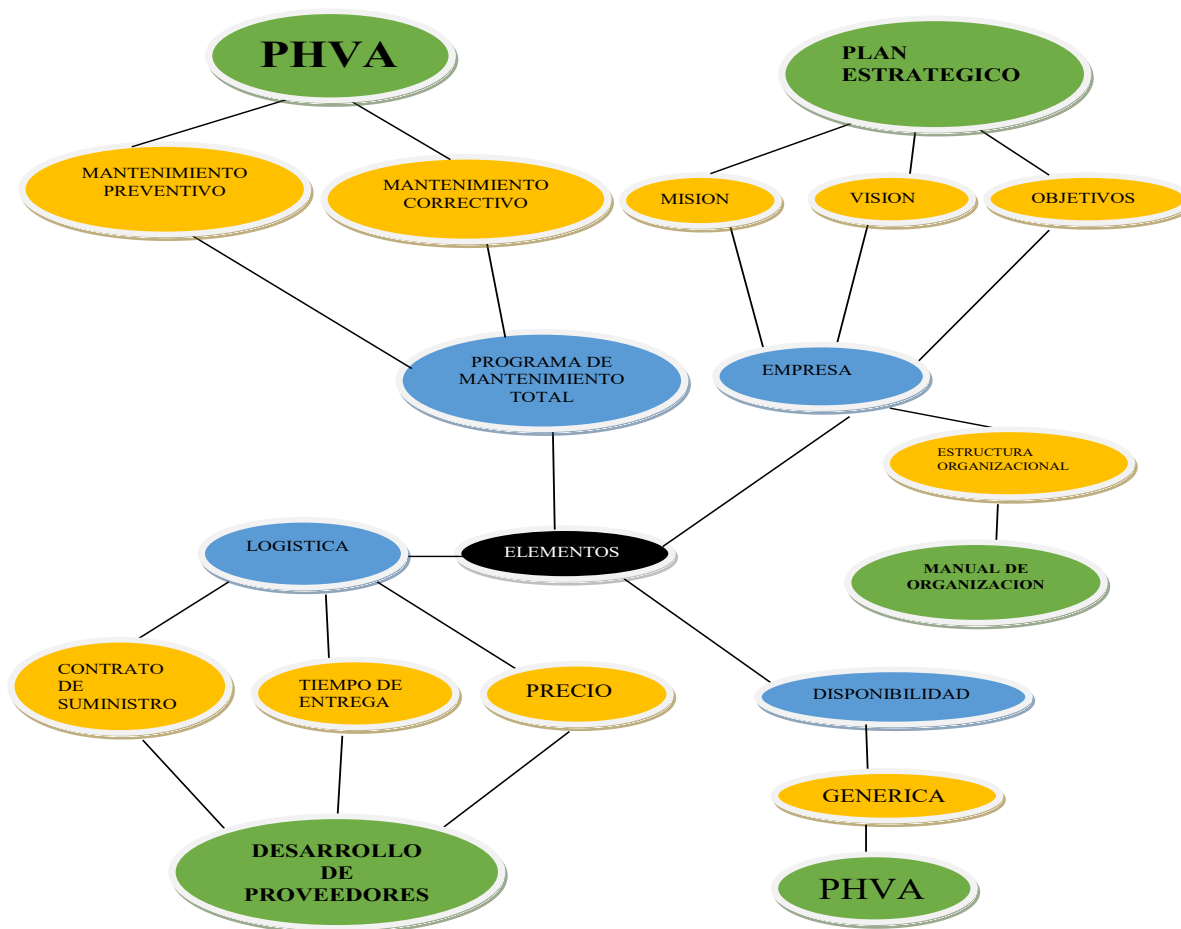 PHVA
PLAN
ESTRATEGICO
MANTENIMIENTO
PREVENTIVO
MANTENIMIENTO
CORRECTIVO
MISION
VISION
OBJETIVOS
PROGRAMA DE
MANTENIMIENTO
TOTAL
EMPRESA
ESTRUCTURA
ORGANIZACIONAL
LOGISTICA
ELEMENTOS
MANUAL DE
ORGANIZACION
CONTRATO
DE
SUMINISTRO
TIEMPO DE
ENTREGA
PRECIO
DISPONIBILIDAD
GENERICA
DESARROLLO
DE
PROVEEDORES
PHVA